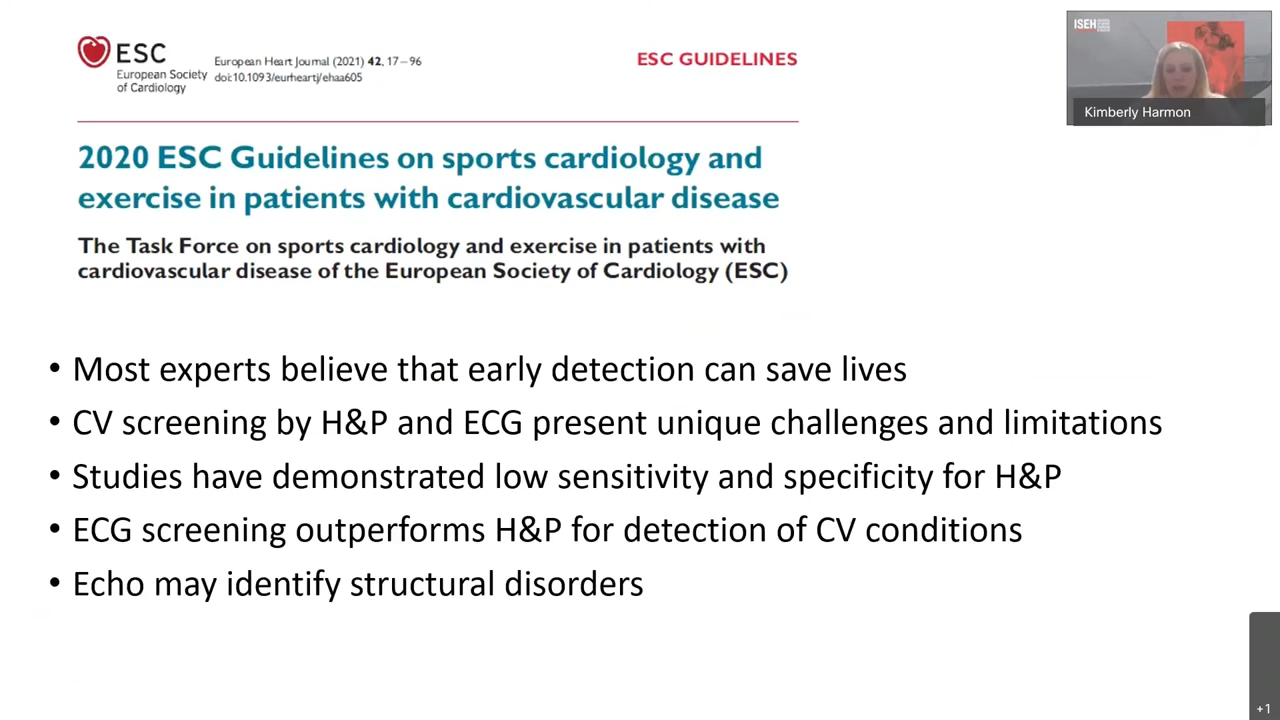 ESC
European Society
of Cardiology
European Heart Journal (2021) 42, 17–96
doi:10.1093/eurheartj/ehaa605
ESC GUIDELINES
ISEH
Kimberly Harmon
2020 ESC Guidelines on sports cardiology and
exercise in patients with cardiovascular disease
The Task Force on sports cardiology and exercise in patients with
cardiovascular disease of the European Society of Cardiology (ESC)
• Most experts believe that early detection can save lives
• CV screening by H&P and ECG present unique challenges and limitations
• Studies have demonstrated low sensitivity and specificity for H&P
• ECG screening outperforms H&P for detection of CV conditions
• Echo may identify structural disorders
+1